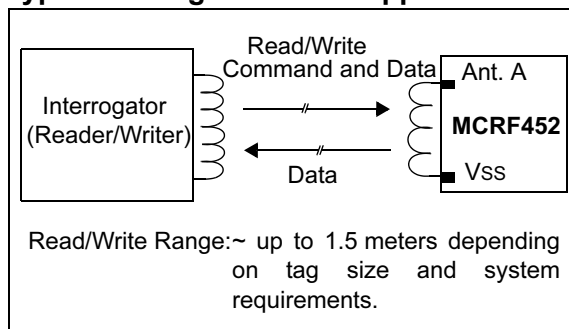 Read/Write
Command and Data
Interrogator
(Reader/Writer)
Data
Ant. A
MCRF452
VSS
Read/Write Range:~ up to 1.5 meters depending
on tag size and system
requirements.